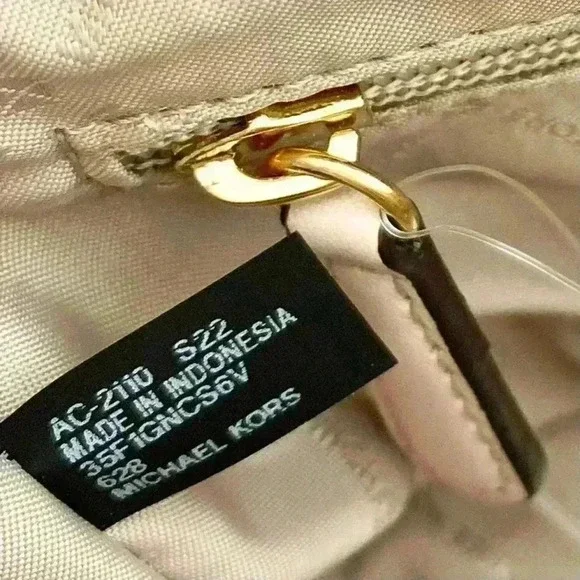 AC-2110 S22
MADE IN INDONESIA
35F1GNCS6V
628
MICHAEL KORS